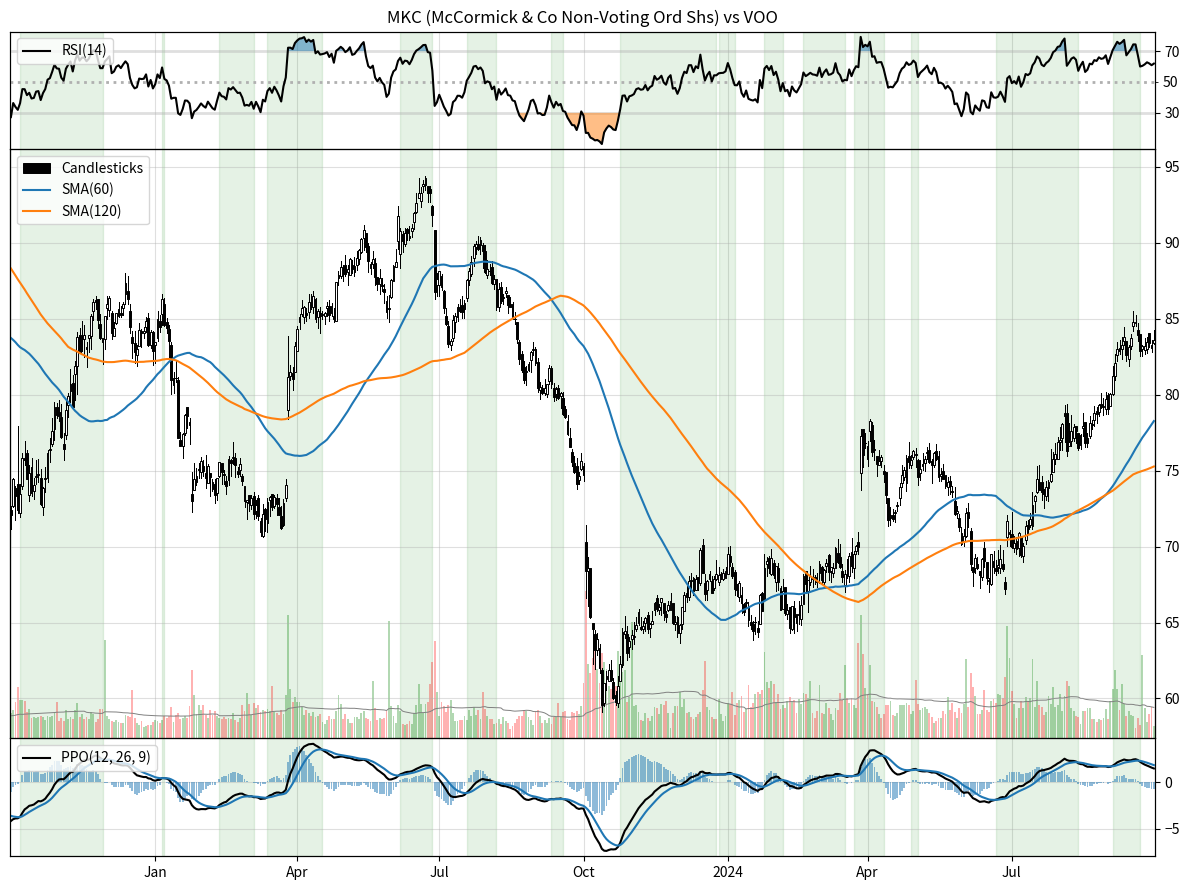 MKC (McCormick & Co Non-Voting Ord Shs) vs VOO
RSI(14)
70
50
30
Candlesticks
SMA(60)
SMA(120)
95
90
85
80
75
70
65
60
PPO(12, 26, 9)
0
−5
Jan Apr Jul Oct 2024 Apr Jul